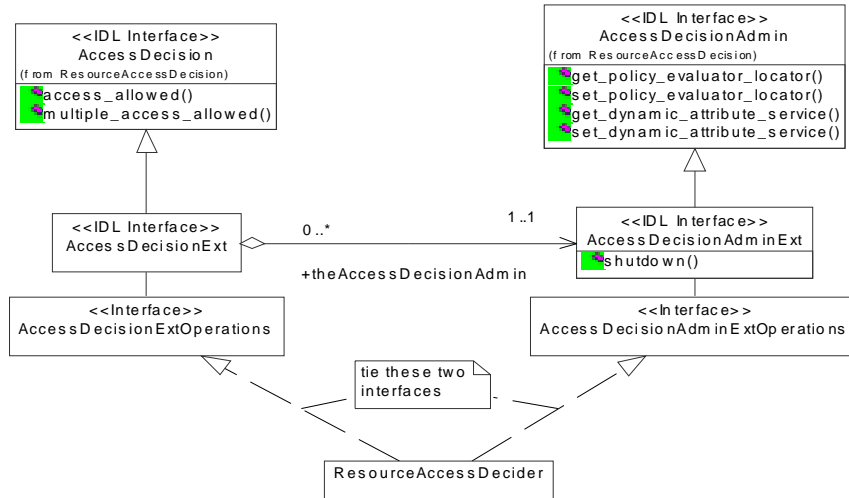 <<IDL Interface>>
AccessDecision
(from ResourceAccessDecision)
access_allowed()
multiple_access_allowed()
<<IDL Interface>>
AccessDecisionAdmin
(from ResourceAccessDecision)
get_policy_evaluator_locator()
set_policy_evaluator_locator()
get_dynamic_attribute_service()
set_dynamic_attribute_service()
<<IDL Interface>>
AccessDecisionExt
0..*
1..1
+theAccessDecisionAdmin
<<IDL Interface>>
AccessDecisionAdminExt
shutdown()
<<Interface>>
AccessDecisionExtOperations
<<Interface>>
AccessDecisionAdminExtOperations
tie these two
interfaces
ResourceAccessDecider